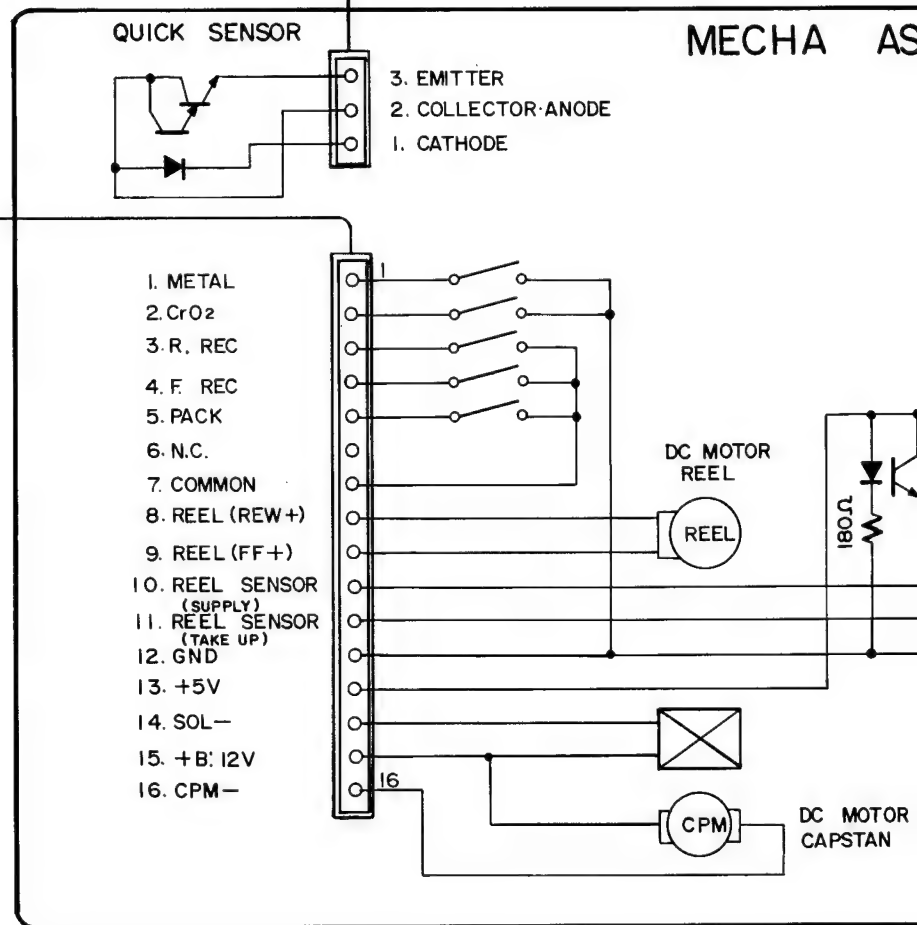 QUICK SENSOR
MECHA AS
3. EMITTER
2. COLLECTOR·ANODE
1. CATHODE
1
1. METAL
2. CrO2
3. R. REC
4. F. REC
5. PACK
6. N.C.
7. COMMON
8. REEL (REW+)
9. REEL (FF+)
10. REEL SENSOR
(SUPPLY)
11. REEL SENSOR
(TAKE UP)
12. GND
13. +5V
14. SOL−
15. +B: 12V
16. CPM−
16
DC MOTOR
REEL
REEL
180Ω
CPM
DC MOTOR
CAPSTAN